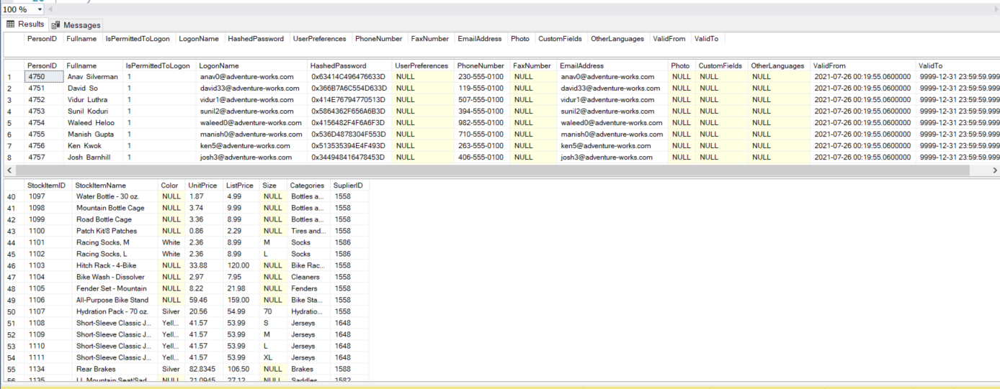 100 %
Results Messages
PersonID Fullname IsPermittedToLogon LogonName HashedPassword UserPreferences PhoneNumber FaxNumber EmailAddress Photo CustomFields OtherLanguages ValidFrom ValidTo
PersonID Fullname IsPermittedToLogon LogonName HashedPassword UserPreferences PhoneNumber FaxNumber EmailAddress Photo CustomFields OtherLanguages ValidFrom ValidTo
1 4750 Anav Silverman 1 anav0@adventure-works.com 0x63414C496476633D NULL 230-555-0100 NULL anav0@adventure-works.com NULL NULL NULL 2021-07-26 00:19:55.0600000 9999-12-31 23:59:59.999
2 4751 David So 1 david33@adventure-works.com 0x366B7A6C554D633D NULL 119-555-0100 NULL david33@adventure-works.com NULL NULL NULL 2021-07-26 00:19:55.0600000 9999-12-31 23:59:59.999
3 4752 Vidur Luthra 1 vidur1@adventure-works.com 0x414E76794770513D NULL 507-555-0100 NULL vidur1@adventure-works.com NULL NULL NULL 2021-07-26 00:19:55.0600000 9999-12-31 23:59:59.999
4 4753 Sunil Koduri 1 sunil2@adventure-works.com 0x5864362F656A6B3D NULL 394-555-0100 NULL sunil2@adventure-works.com NULL NULL NULL 2021-07-26 00:19:55.0600000 9999-12-31 23:59:59.999
5 4754 Waleed Heloo 1 waleed0@adventure-works.com 0x4156482F4F6A6F3D NULL 982-555-0100 NULL waleed0@adventure-works.com NULL NULL NULL 2021-07-26 00:19:55.0600000 9999-12-31 23:59:59.999
6 4755 Manish Gupta 1 manish0@adventure-works.com 0x536D4878304F553D NULL 710-555-0100 NULL manish0@adventure-works.com NULL NULL NULL 2021-07-26 00:19:55.0600000 9999-12-31 23:59:59.999
7 4756 Ken Kwok 1 ken5@adventure-works.com 0x513535394E4F493D NULL 263-555-0100 NULL ken5@adventure-works.com NULL NULL NULL 2021-07-26 00:19:55.0600000 9999-12-31 23:59:59.999
8 4757 Josh Barnhill 1 josh3@adventure-works.com 0x344948416478453D NULL 406-555-0100 NULL josh3@adventure-works.com NULL NULL NULL 2021-07-26 00:19:55.0600000 9999-12-31 23:59:59.999
StockItemID StockItemName Color UnitPrice ListPrice Size Categories SuplierID
40 1097 Water Bottle - 30 oz. NULL 1.87 4.99 NULL Bottles a... 1558
41 1098 Mountain Bottle Cage NULL 3.74 9.99 NULL Bottles a... 1558
42 1099 Road Bottle Cage NULL 3.36 8.99 NULL Bottles a... 1558
43 1100 Patch Kit/8 Patches NULL 0.86 2.29 NULL Tires and... 1558
44 1101 Racing Socks, M White 2.36 8.99 M Socks 1586
45 1102 Racing Socks, L White 2.36 8.99 L Socks 1586
46 1103 Hitch Rack - 4-Bike NULL 33.88 120.00 NULL Bike Rac... 1558
47 1104 Bike Wash - Dissolver NULL 2.97 7.95 NULL Cleaners 1558
48 1105 Fender Set - Mountain NULL 8.22 21.98 NULL Fenders 1558
49 1106 All-Purpose Bike Stand NULL 59.46 159.00 NULL Bike Sta... 1558
50 1107 Hydration Pack - 70 oz. Silver 20.56 54.99 70 Hydratio... 1558
51 1108 Short-Sleeve Classic J... Yell... 41.57 53.99 S Jerseys 1648
52 1109 Short-Sleeve Classic J... Yell... 41.57 53.99 M Jerseys 1648
53 1110 Short-Sleeve Classic J... Yell... 41.57 53.99 L Jerseys 1648
54 1111 Short-Sleeve Classic J... Yell... 41.57 53.99 XL Jerseys 1648
55 1134 Rear Brakes Silver 82.8345 106.50 NULL Brakes 1588
56 1135 LL Mountain Seat/Sad... NULL 21.0945 27.12 NULL Saddles 1582